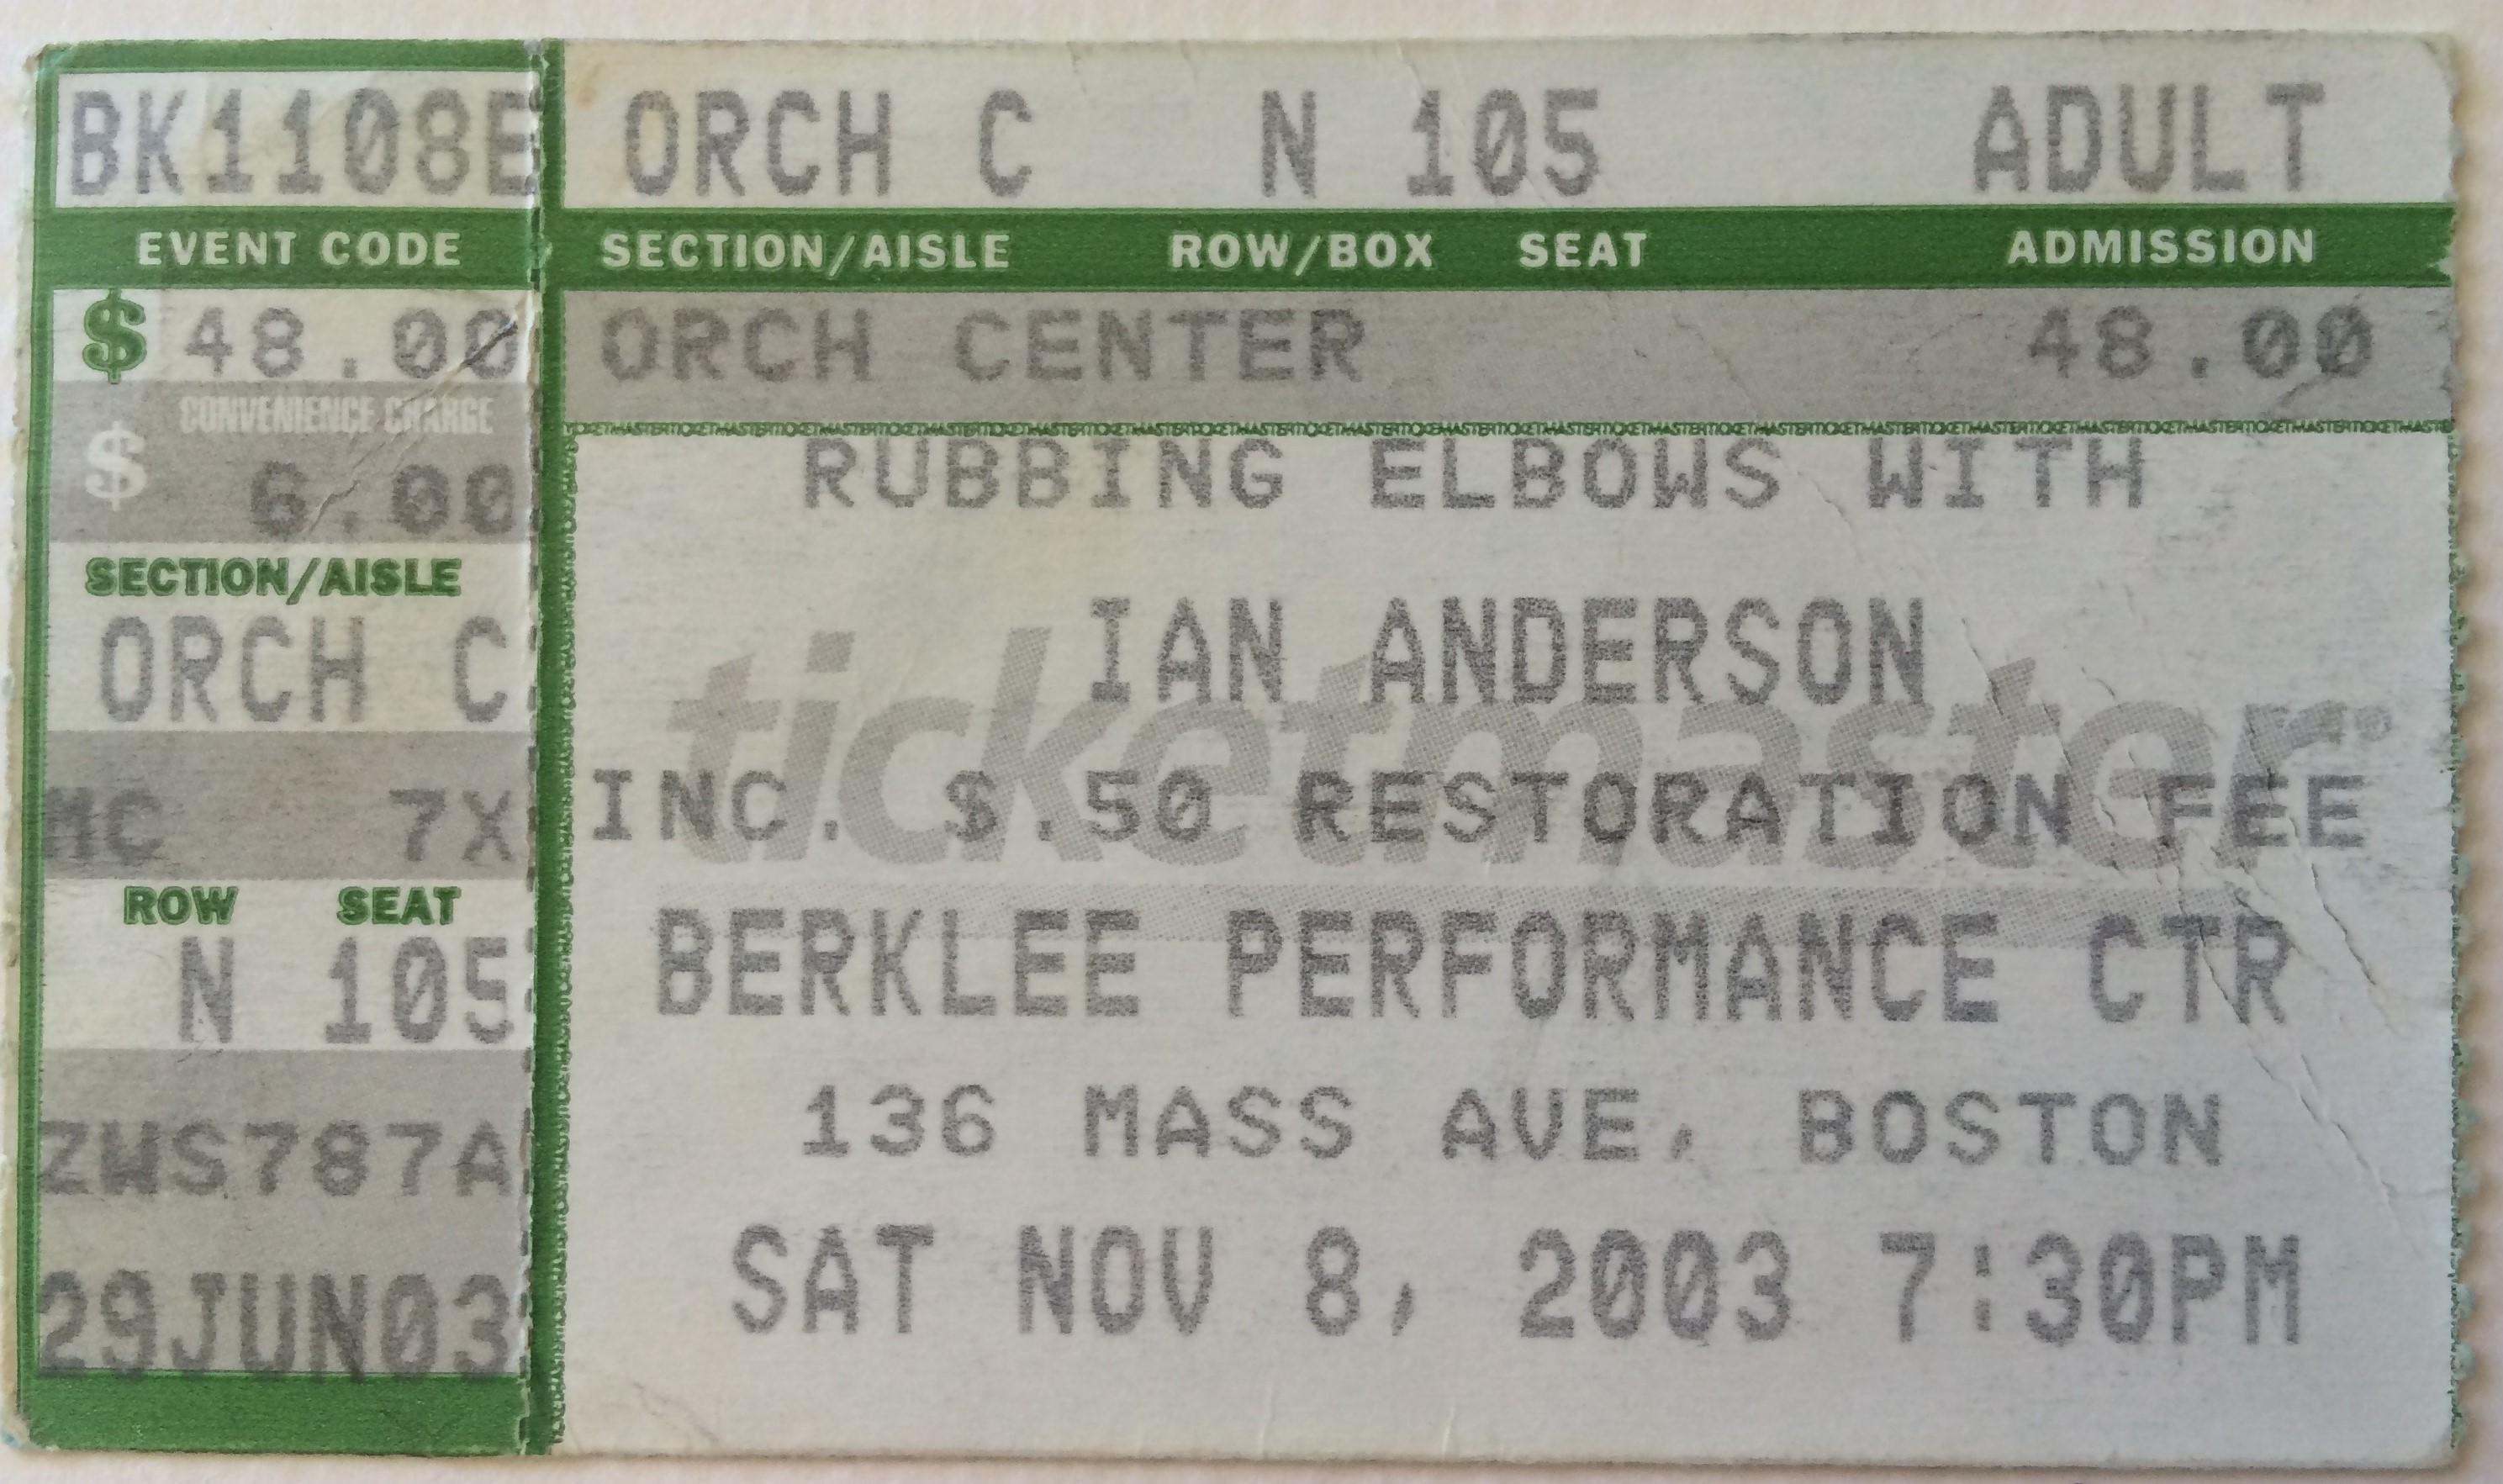 BK1108E
EVENT CODE
$ 48.00
CONVENIENCE CHARGE
$ 6.00
SECTION/AISLE
ORCH C
MC 7X
ROW SEAT
N 105
ZWS787A
29JUN03
ORCH C N 105 ADULT
SECTION/AISLE ROW/BOX SEAT ADMISSION
ORCH CENTER 48.00
TICKETMASTERTICKETMASTERTICKETMASTERTICKETMASTERTICKETMASTERTICKETMASTER
RUBBING ELBOWS WITH
IAN ANDERSON
ticketmaster®
INC. $.50 RESTORATION FEE
BERKLEE PERFORMANCE CTR
136 MASS AVE, BOSTON
SAT NOV 8, 2003 7:30PM